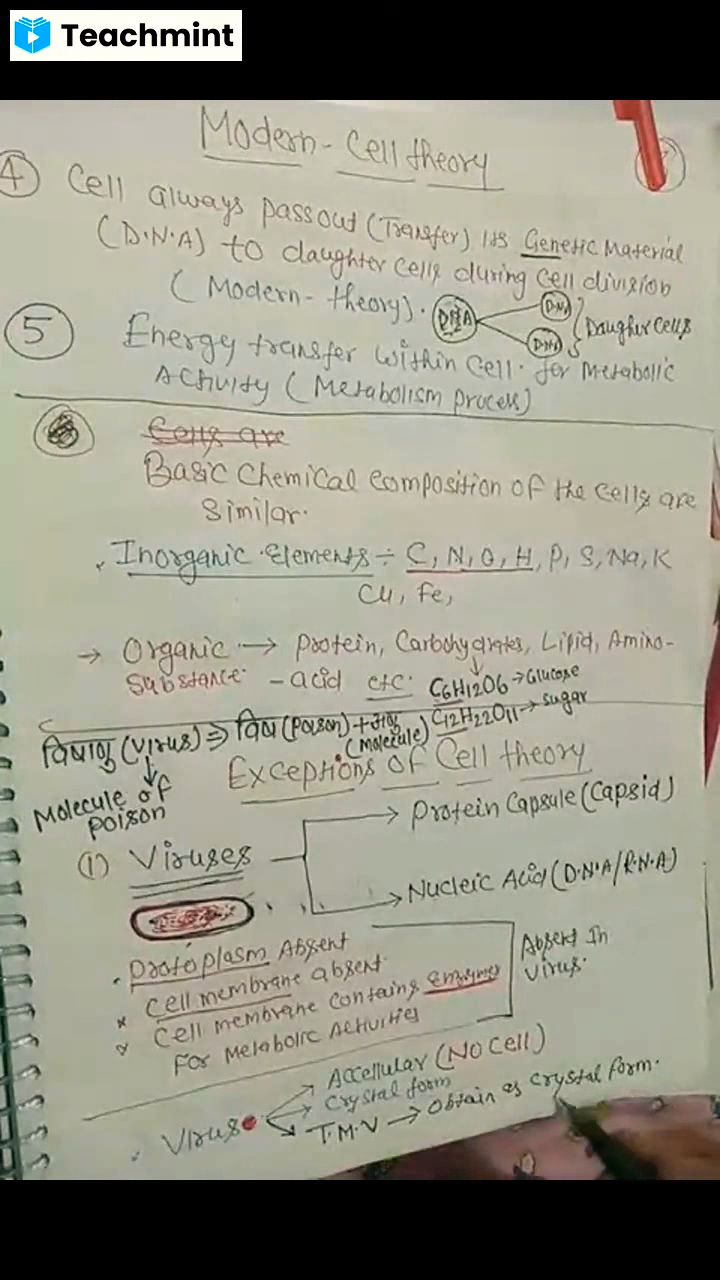 Teachmint
Modern - Cell theory
4 Cell always passout (Transfer) its Genetic Material
(D.N.A) to daughter cells during cell division
(Modern - theory).
DNA
Daugher Cells
5 Energy transfer within cell. for Metabolic
Activity (Metabolism process)
Cells are
Basic Chemical composition of the cells are
Similar.
Inorganic Elements ÷ C, N, O, H, P, S, Na, K
Cu, Fe,
→ Organic → Protein, Carbohydrates, Lipid, Amino-
Substance - acid etc.
C6H12O6 → Glucose
C12H22O11 → sugar
विषाणु (Virus) ⇒ विष (Poison) + अणु
(Molecule)
Molecule of
poison
Exceptions of Cell theory
(1) Viruses
Protein Capsule (Capsid)
Nucleic Acid (D.N.A / R.N.A)
Protoplasm Absent
Cell membrane absent
Cell membrane Containg Enzymes
For Metabolic Activities
Absent In
Virus.
Virus
Accellular (No Cell)
Crystal form
T.M.V → Obtain as crystal form.